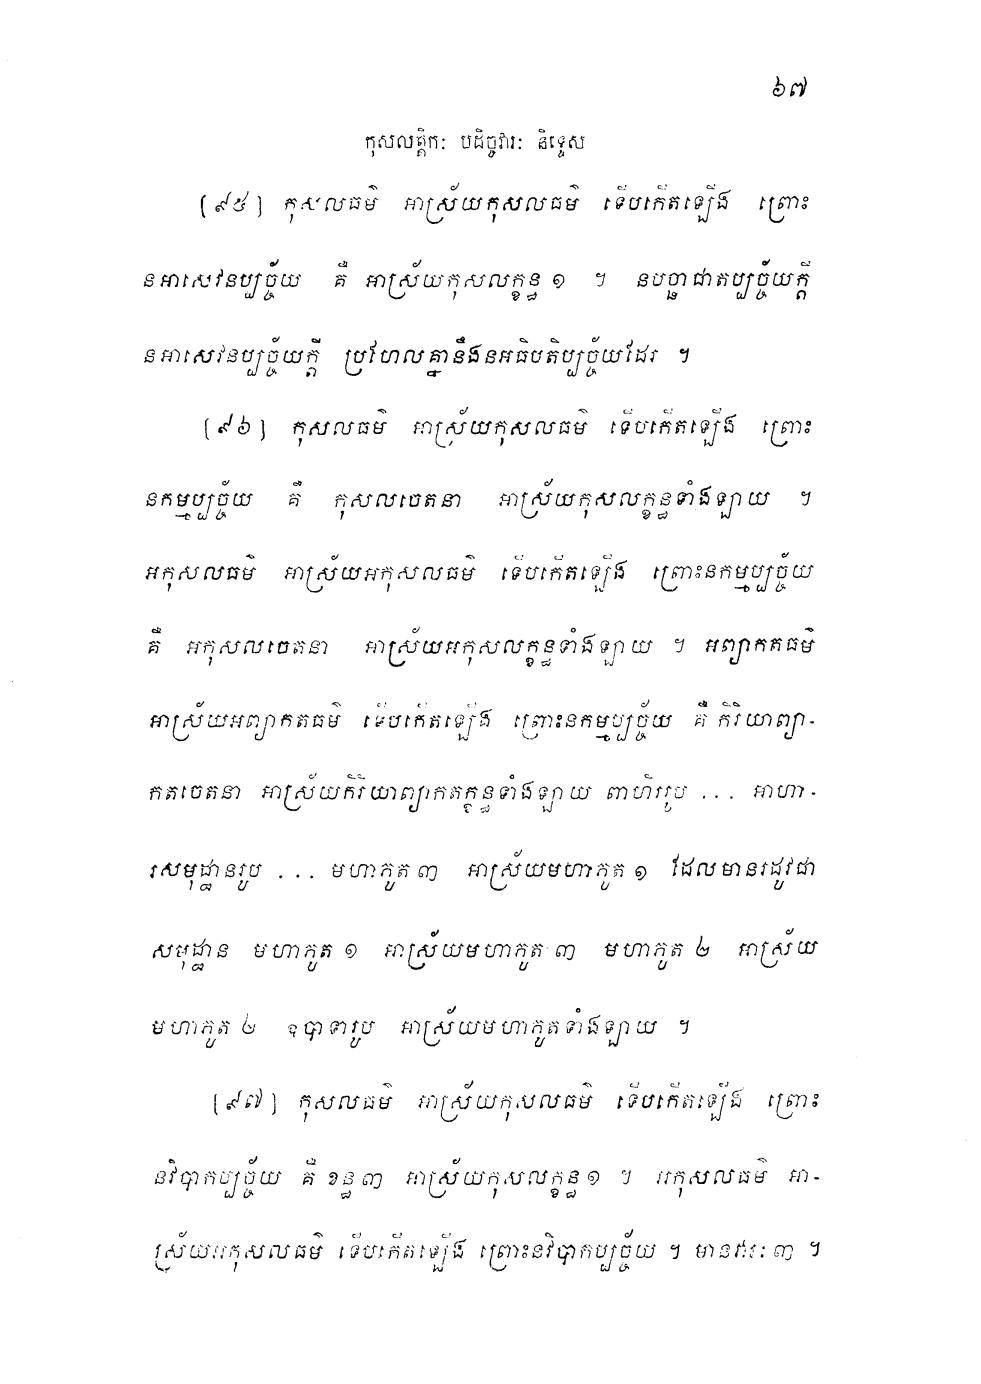 ៦៧
កុសលត្តិកៈ បដិច្ចវារៈ និទ្ទេស
[៩៥] កុសលធម៌ អាស្រ័យកុសលធម៌ ទើបកើតឡើង ព្រោះ
នអាសេវនប្បច្ច័យ គឺ អាស្រ័យកុសលក្ខន្ធ ១ ។ នបច្ឆាជាតប្បច្ច័យក្តី
នអាសេវនប្បច្ច័យក្តី ប្រហែលគ្នានឹងនអធិបតិប្បច្ច័យដែរ ។
[៩៦] កុសលធម៌ អាស្រ័យកុសលធម៌ ទើបកើតឡើង ព្រោះ
នកម្មប្បច្ច័យ គឺ កុសលចេតនា អាស្រ័យកុសលក្ខន្ធទាំងឡាយ ។
អកុសលធម៌ អាស្រ័យអកុសលធម៌ ទើបកើតឡើង ព្រោះនកម្មប្បច្ច័យ
គឺ អកុសលចេតនា អាស្រ័យអកុសលក្ខន្ធទាំងឡាយ ។ អព្យាកតធម៌
អាស្រ័យអព្យាកតធម៌ ទើបកើតឡើង ព្រោះនកម្មប្បច្ច័យ គឺ កិរិយាព្យា-
កតចេតនា អាស្រ័យកិរិយាព្យាកតក្ខន្ធទាំងឡាយ ពាហិររូប ... អាហា-
រសមុដ្ឋានរូប ... មហាភូត ៣ អាស្រ័យមហាភូត ១ ដែលមានរដូវជា
សមុដ្ឋាន មហាភូត ១ អាស្រ័យមហាភូត ៣ មហាភូត ២ អាស្រ័យ
មហាភូត ២ ឧបាទារូប អាស្រ័យមហាភូតទាំងឡាយ ។
[៩៧] កុសលធម៌ អាស្រ័យកុសលធម៌ ទើបកើតឡើង ព្រោះ
នវិបាកប្បច្ច័យ គឺ ខន្ធ ៣ អាស្រ័យកុសលក្ខន្ធ ១ ។ អកុសលធម៌ អា-
ស្រ័យអកុសលធម៌ ទើបកើតឡើង ព្រោះនវិបាកប្បច្ច័យ ។ មានវារៈ ៣ ។